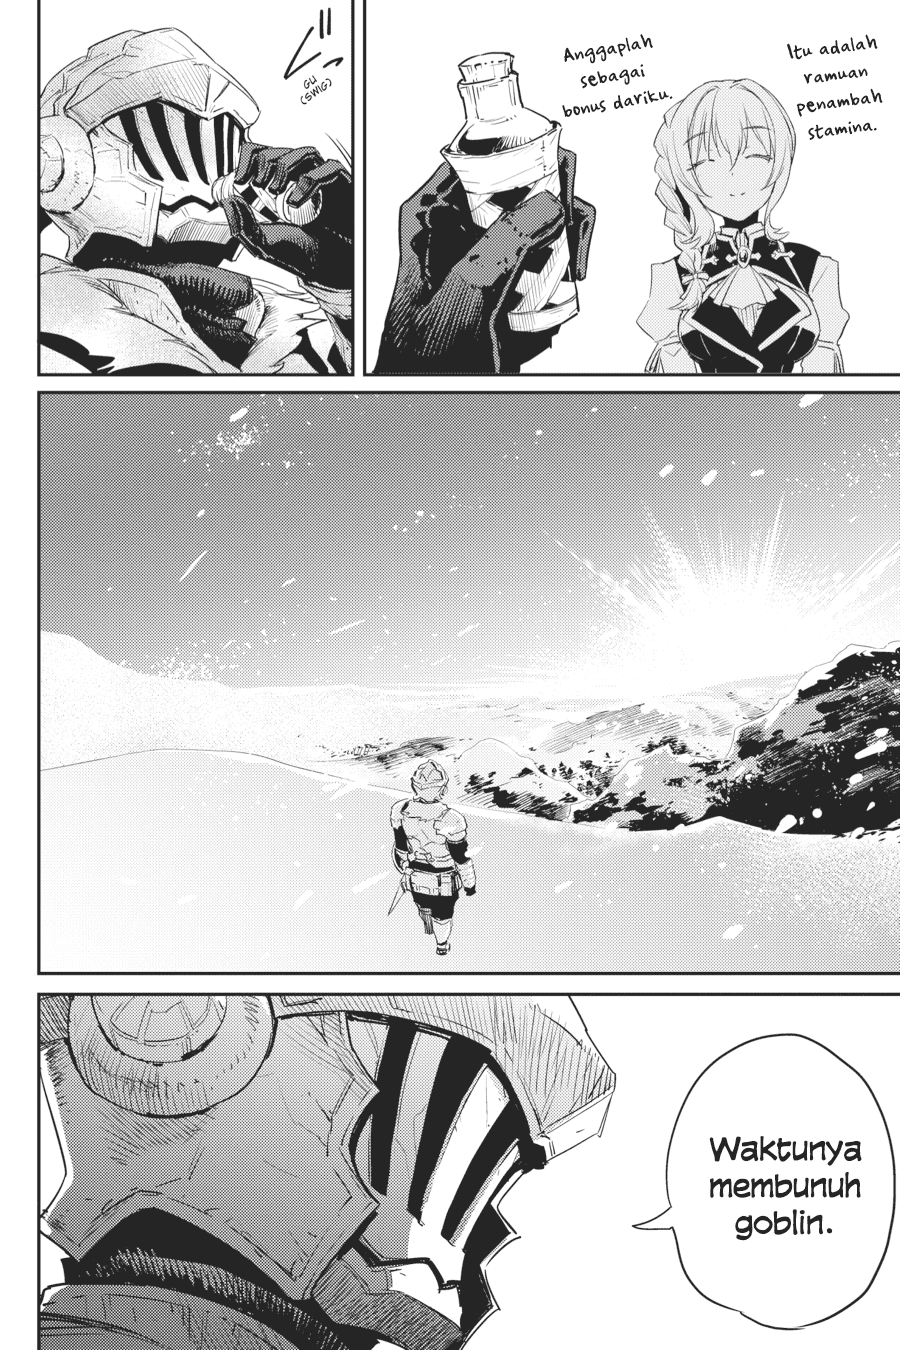 Itu adalah
ramuan
penambah
stamina.
Anggaplah
sebagai
bonus dariku.
GU
(SWIG)
Waktunya
membunuh
goblin.